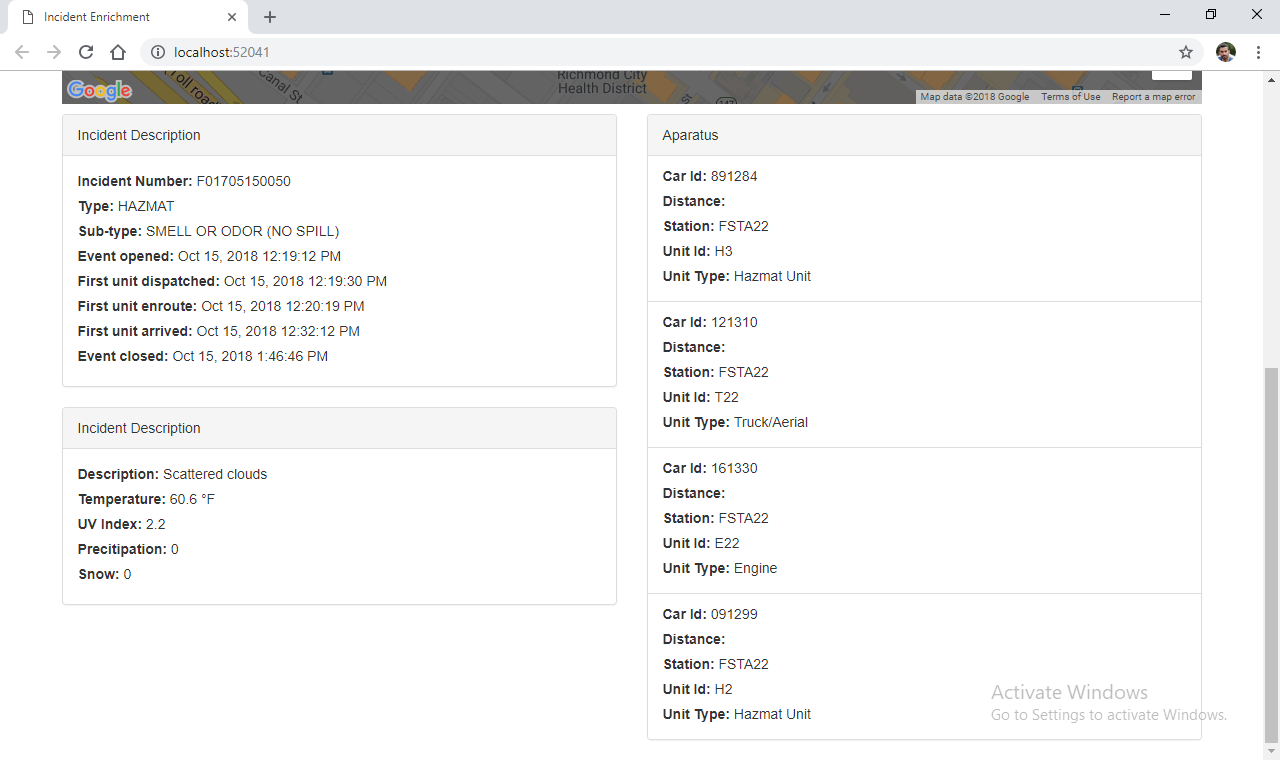 Incident Enrichment
localhost:52041
(Toll road
Canal St
Richmond City
Health District
St
147
Google
Map data ©2018 Google
Terms of Use
Report a map error
Incident Description
Incident Number: F01705150050
Type: HAZMAT
Sub-type: SMELL OR ODOR (NO SPILL)
Event opened: Oct 15, 2018 12:19:12 PM
First unit dispatched: Oct 15, 2018 12:19:30 PM
First unit enroute: Oct 15, 2018 12:20:19 PM
First unit arrived: Oct 15, 2018 12:32:12 PM
Event closed: Oct 15, 2018 1:46:46 PM
Incident Description
Description: Scattered clouds
Temperature: 60.6 °F
UV Index: 2.2
Precitipation: 0
Snow: 0
Aparatus
Car Id: 891284
Distance:
Station: FSTA22
Unit Id: H3
Unit Type: Hazmat Unit
Car Id: 121310
Distance:
Station: FSTA22
Unit Id: T22
Unit Type: Truck/Aerial
Car Id: 161330
Distance:
Station: FSTA22
Unit Id: E22
Unit Type: Engine
Car Id: 091299
Distance:
Station: FSTA22
Unit Id: H2
Unit Type: Hazmat Unit
Activate Windows
Go to Settings to activate Windows.